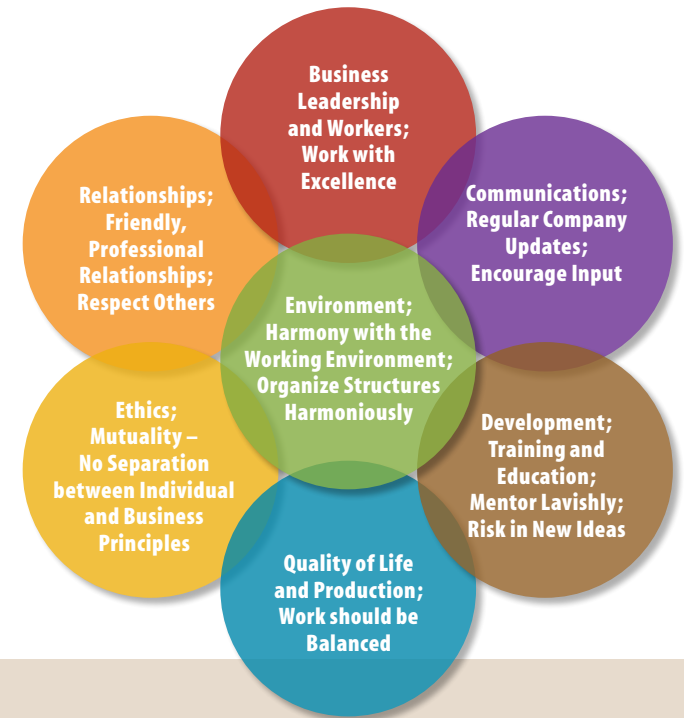 Business
Leadership
and Workers;
Work with
Excellence
Relationships;
Friendly,
Professional
Relationships;
Respect Others
Communications;
Regular Company
Updates;
Encourage Input
Environment;
Harmony with the
Working Environment;
Organize Structures
Harmoniously
Ethics;
Mutuality –
No Separation
between Individual
and Business
Principles
Development;
Training and
Education;
Mentor Lavishly;
Risk in New Ideas
Quality of Life
and Production;
Work should be
Balanced